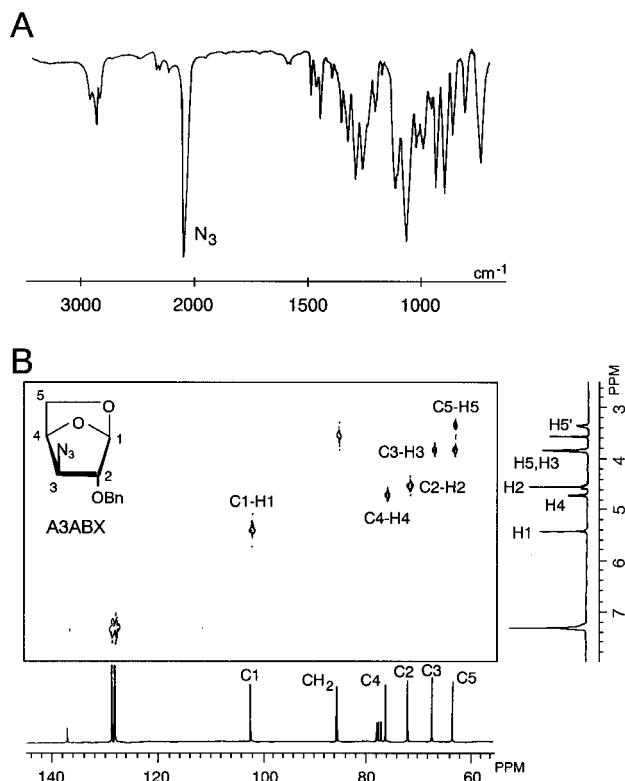 A
N3
cm-1
3000 2000 1500 1000
B
5
O
4
O
1
N3
3
2
OBn
A3ABX
C1-H1
C5-H5
C3-H3
C2-H2
C4-H4
PPM
3
H5'
4
H5,H3
H2
H4
5
H1
6
7
C1
CH2
C4
C2
C3
C5
140 120 100 80 60
PPM